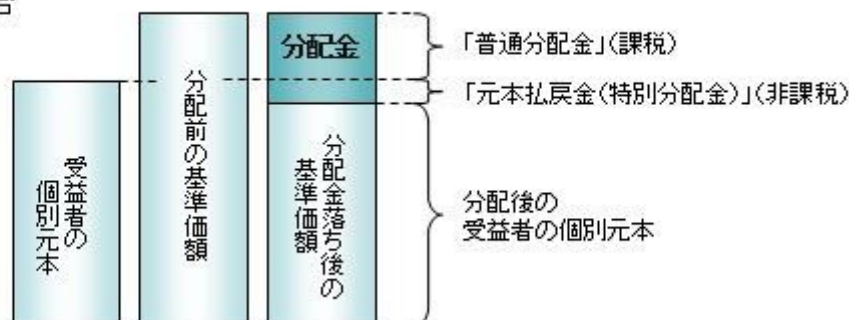 分配金
「普通分配金」(課税)
「元本払戻金(特別分配金)」(非課税)
受益者の
個別元本
分配前の基準価額
分配金落ち後の
基準価額
分配後の
受益者の個別元本